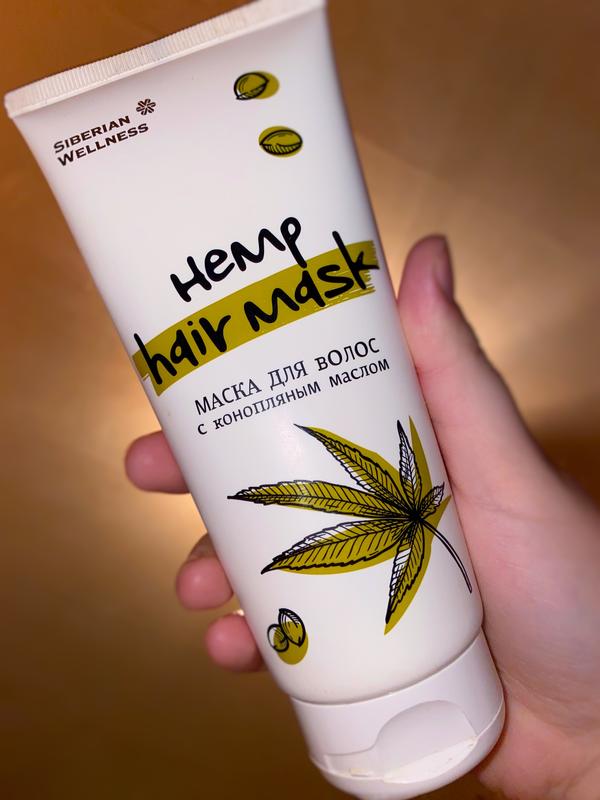 SIBERIAN
WELLNESS
Hemp
hair mask
МАСКА ДЛЯ ВОЛОС
С КОНОПЛЯНЫМ МАСЛОМ